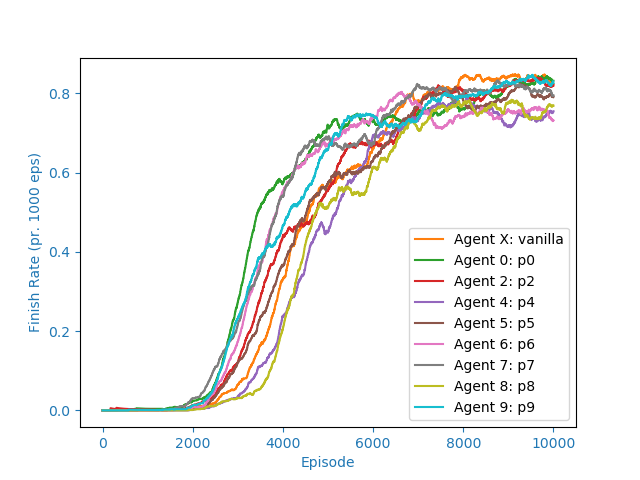 Finish Rate (pr. 1000 eps)
0.8
0.6
0.4
0.2
0.0
0
2000
4000
6000
8000
10000
Episode
Agent X: vanilla
Agent 0: p0
Agent 2: p2
Agent 4: p4
Agent 5: p5
Agent 6: p6
Agent 7: p7
Agent 8: p8
Agent 9: p9